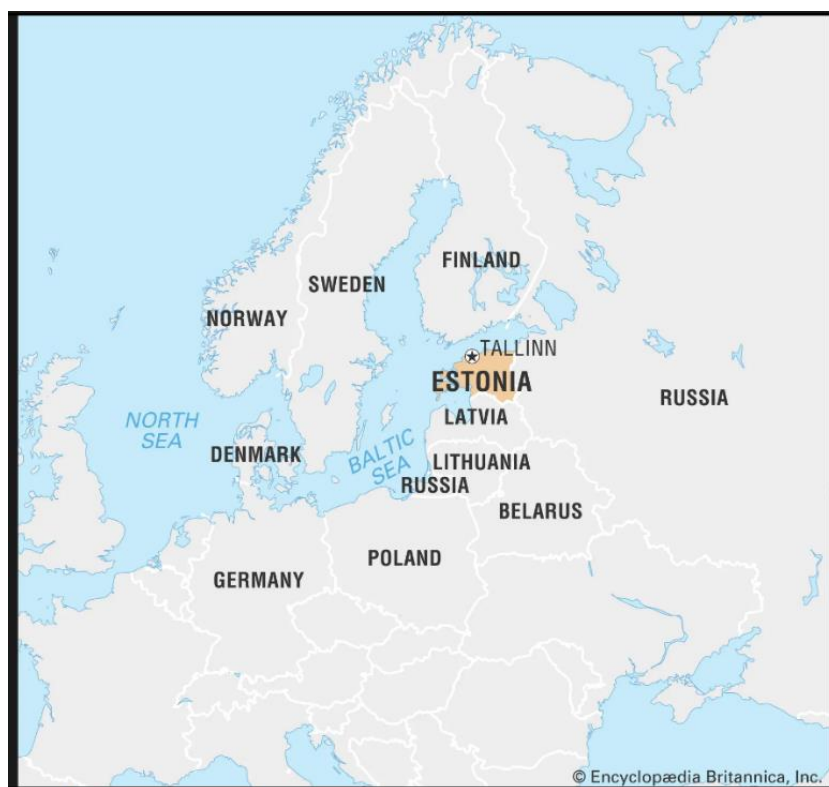 FINLAND
SWEDEN
NORWAY
TALLINN
ESTONIA
RUSSIA
LATVIA
NORTH
SEA
DENMARK
BALTIC
SEA
LITHUANIA
RUSSIA
BELARUS
POLAND
GERMANY
© Encyclopædia Britannica, Inc.